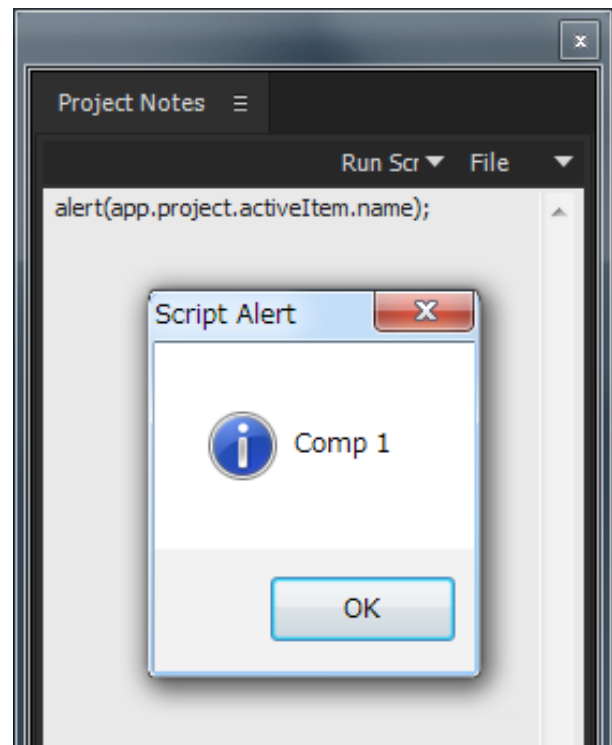 Project Notes
Run Scr File
alert(app.project.activeItem.name);
Script Alert
Comp 1
OK